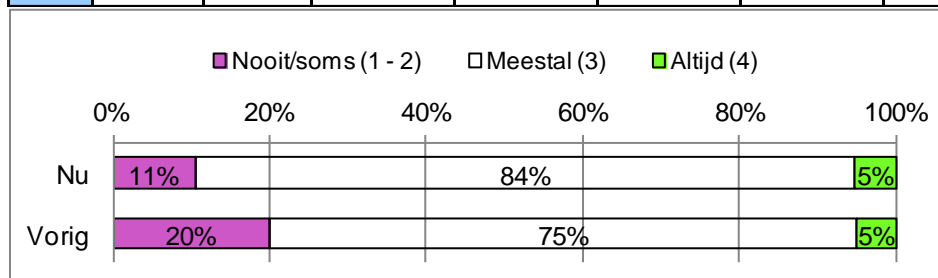 Nooit/soms (1 - 2) Meestal (3) Altijd (4)
0% 20% 40% 60% 80% 100%
Nu 11% 84% 5%
Vorig 20% 75% 5%